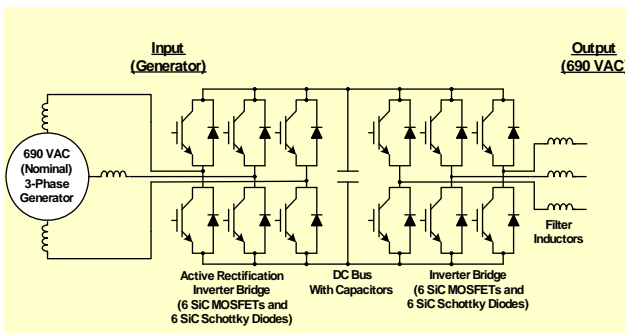 Input
(Generator)
Output
(690 VAC)
690 VAC
(Nominal)
3-Phase
Generator
Filter
Inductors
Active Rectification
Inverter Bridge
(6 SiC MOSFETs and
6 SiC Schottky Diodes)
DC Bus
With Capacitors
Inverter Bridge
(6 SiC MOSFETs and
6 SiC Schottky Diodes)